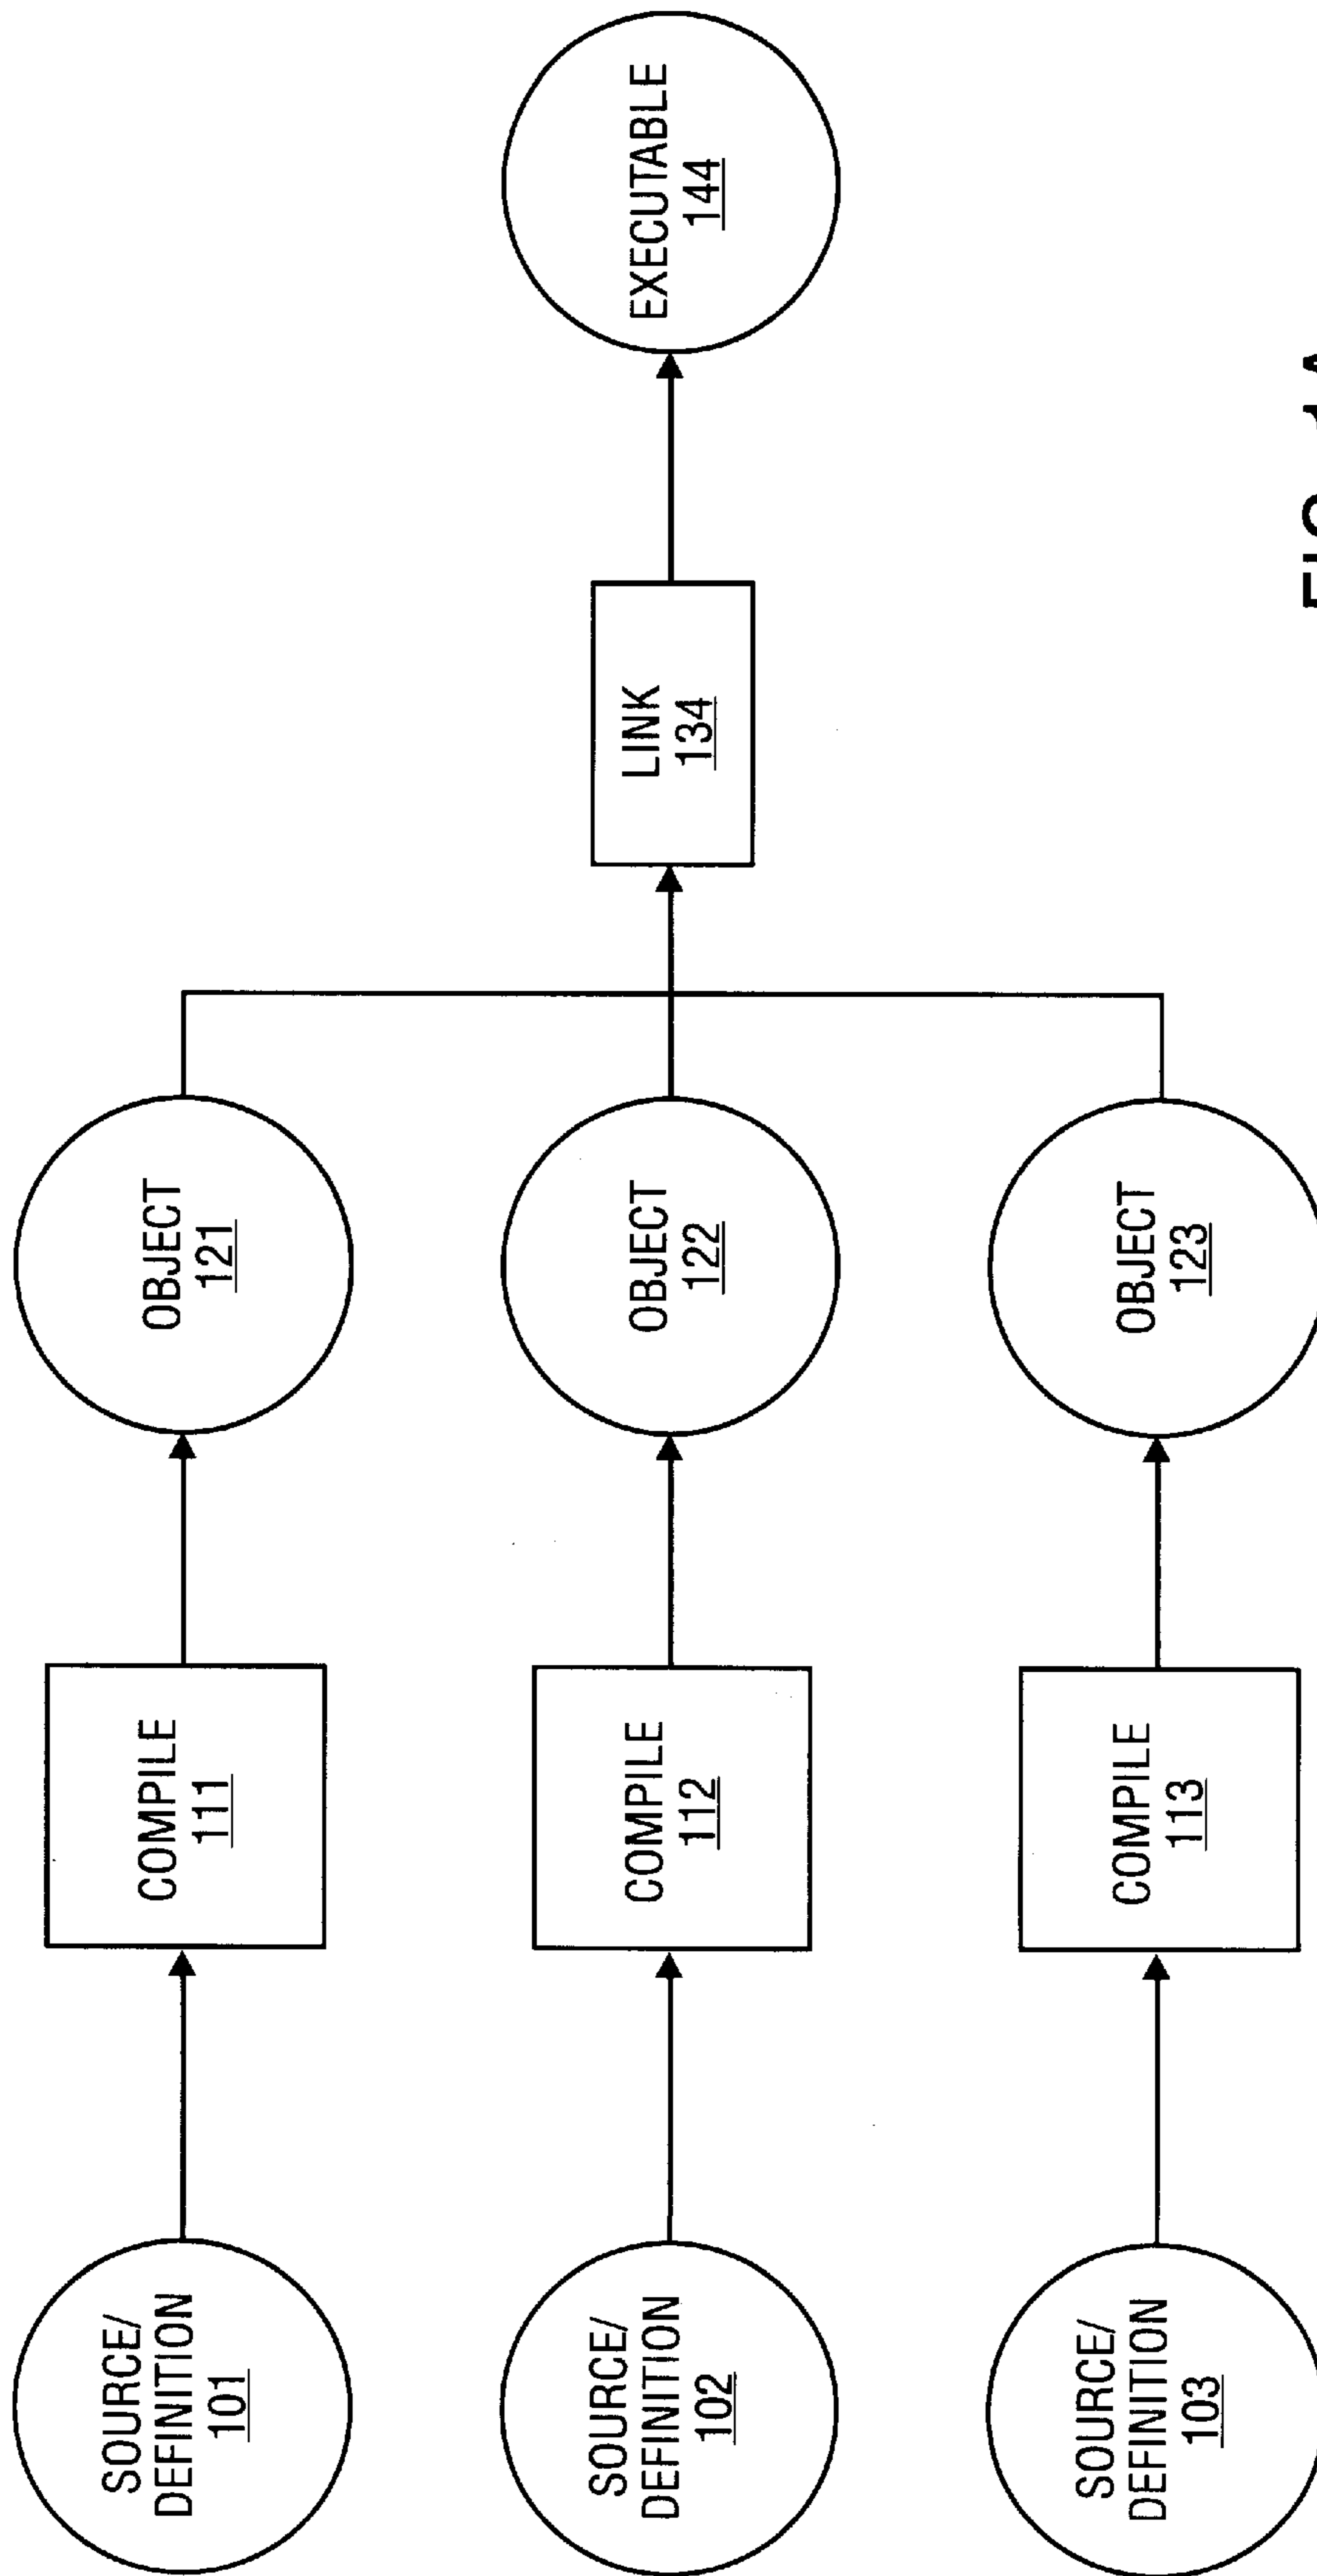 SOURCE/
DEFINITION
101
COMPILE
111
OBJECT
121
SOURCE/
DEFINITION
102
COMPILE
112
OBJECT
122
LINK
134
EXECUTABLE
144
SOURCE/
DEFINITION
103
COMPILE
113
OBJECT
123